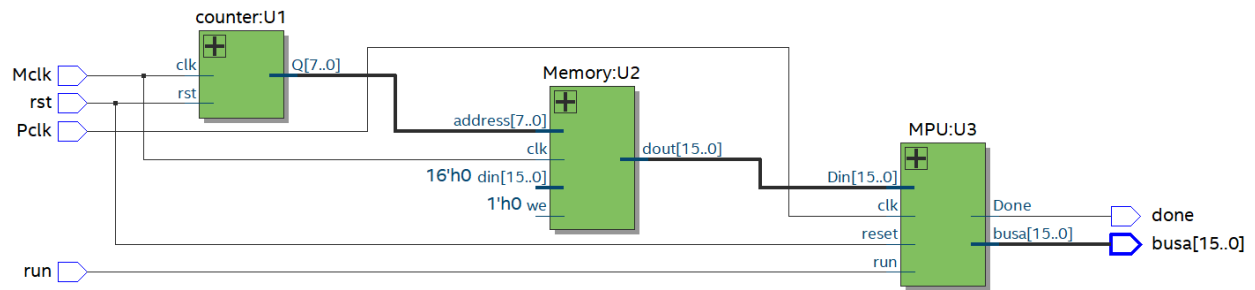 counter:U1
Mclk
clk
Q[7..0]
rst
rst
Pclk
Memory:U2
address[7..0]
clk
dout[15..0]
16'h0 din[15..0]
1'h0 we
MPU:U3
Din[15..0]
clk
Done
done
reset
busa[15..0]
busa[15..0]
run
run